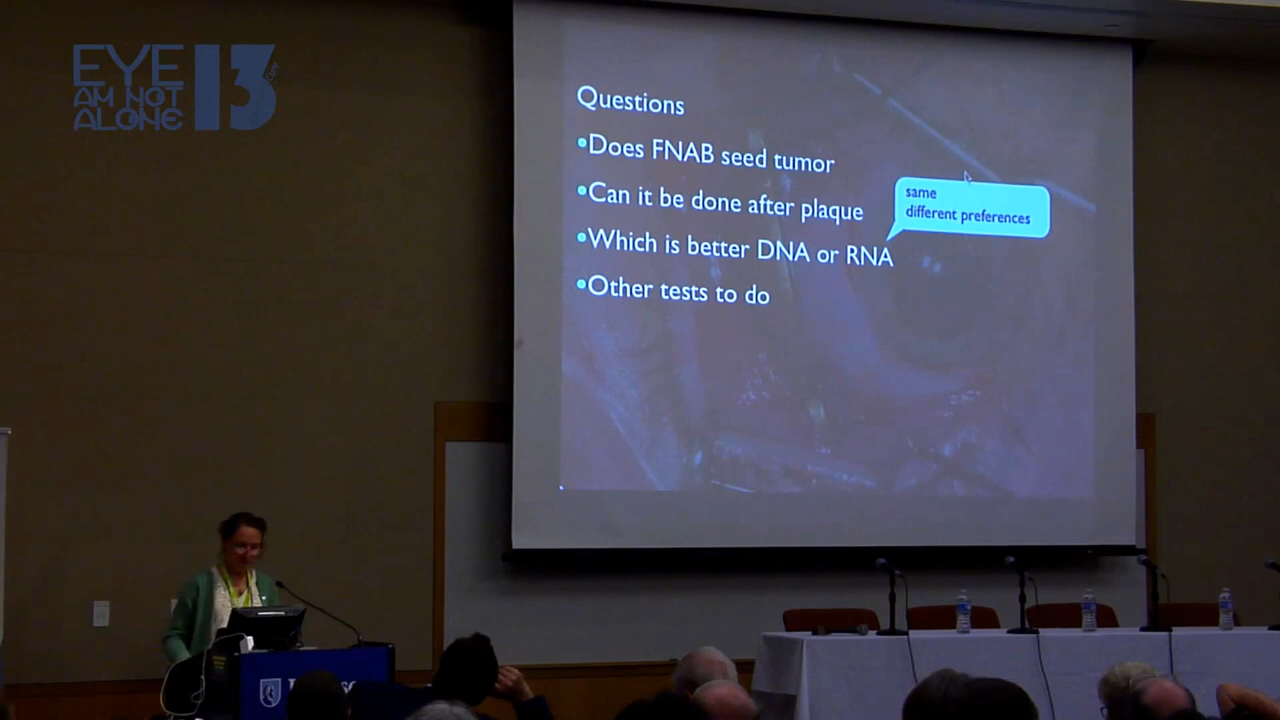 EYE
AM NOT
ALONE
13
Questions
•Does FNAB seed tumor
•Can it be done after plaque
•Which is better DNA or RNA
•Other tests to do
same
different preferences